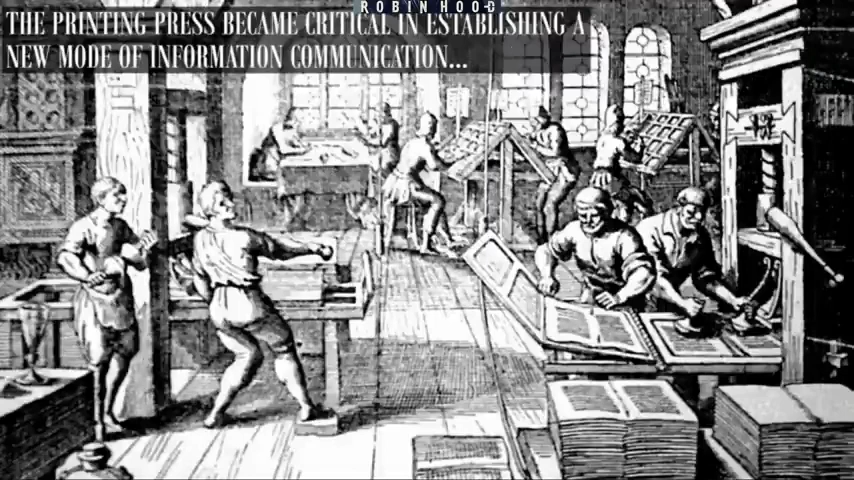 ROBIN HOOD
THE PRINTING PRESS BECAME CRITICAL IN ESTABLISHING A
NEW MODE OF INFORMATION COMMUNICATION...